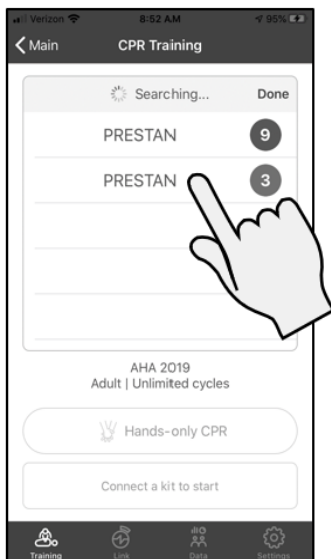 Verizon 8:52 AM 95%
Main CPR Training
Searching... Done
PRESTAN 9
PRESTAN 3
AHA 2019
Adult | Unlimited cycles
Hands-only CPR
Connect a kit to start
Training Link Data Settings